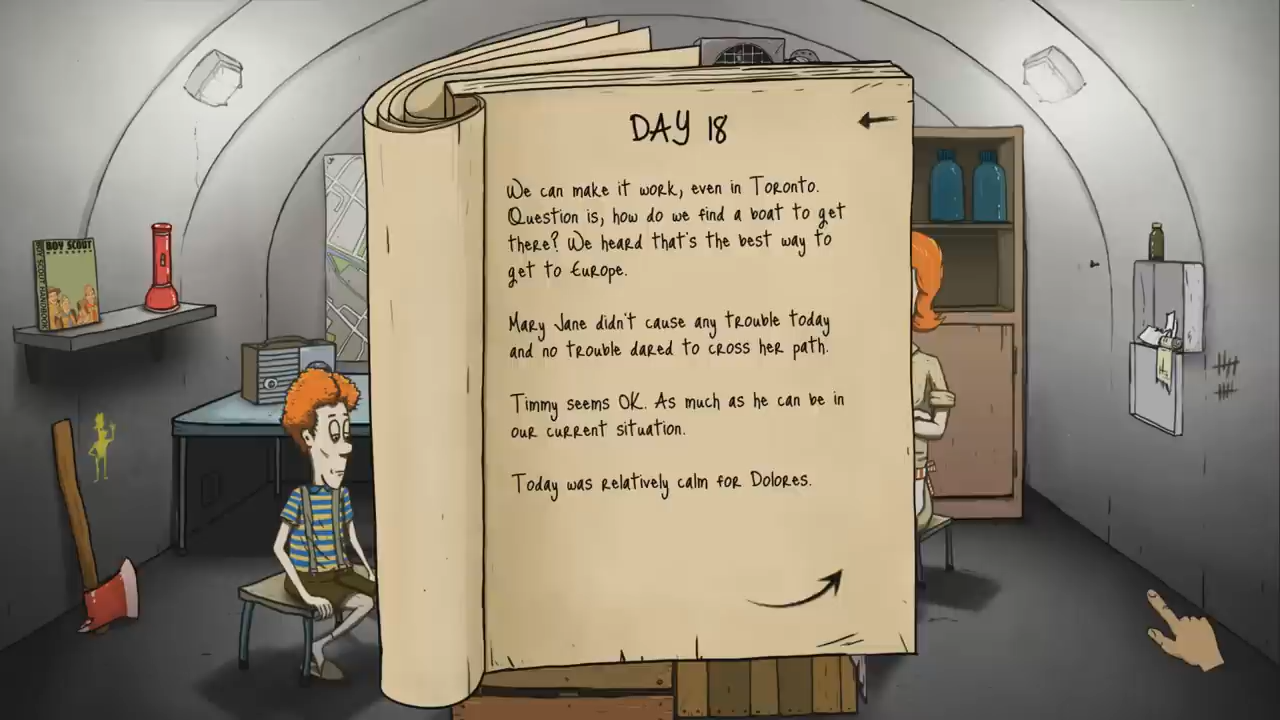 DAY 18
We can make it work, even in Toronto.
Question is, how do we find a boat to get
there? We heard that's the best way to
get to Europe.
Mary Jane didn't cause any trouble today
and no trouble dared to cross her path.
Timmy seems OK. As much as he can be in
our current situation.
Today was relatively calm for Dolores.
BOY SCOUT
BOY SCOUT HANDBOOK